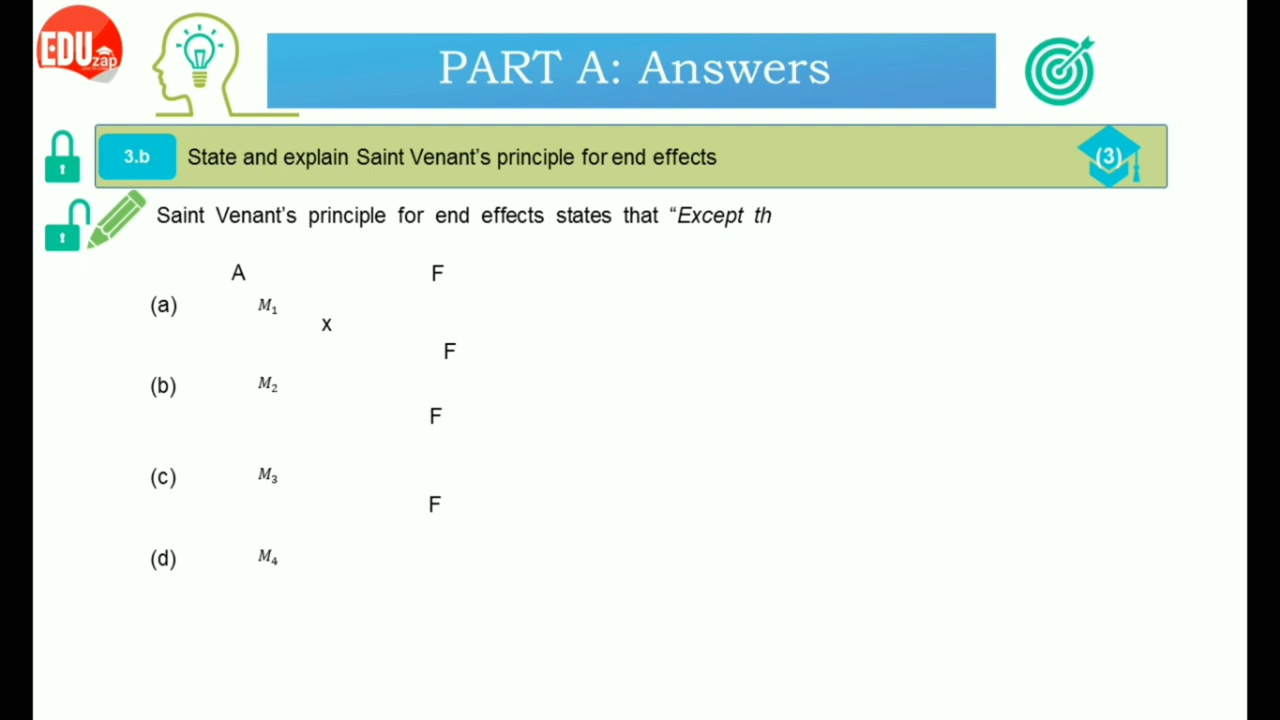 EDU
zap
PART A: Answers
3.b
State and explain Saint Venant’s principle for end effects
(3)
Saint Venant’s principle for end effects states that “Except th
A F
(a) M₁
x
F
(b) M₂
F
(c) M₃
F
(d) M₄